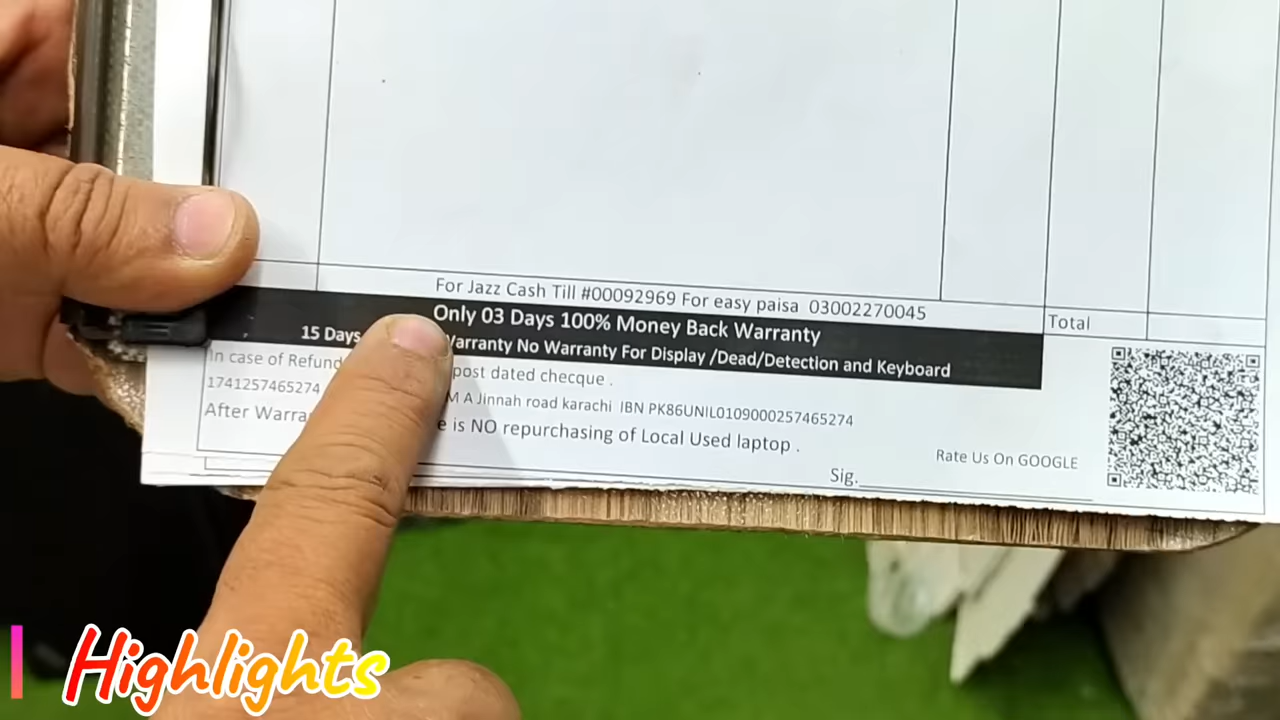 For Jazz Cash Till #00092969 For easy paisa 03002270045
Total
Only 03 Days 100% Money Back Warranty
15 Days Warranty No Warranty For Display /Dead/Detection and Keyboard
In case of Refund post dated checque .
1741257465274 M A Jinnah road karachi IBN PK86UNIL0109000257465274
After is NO repurchasing of Local Used laptop .
Rate Us On GOOGLE
Sig.
Highlights